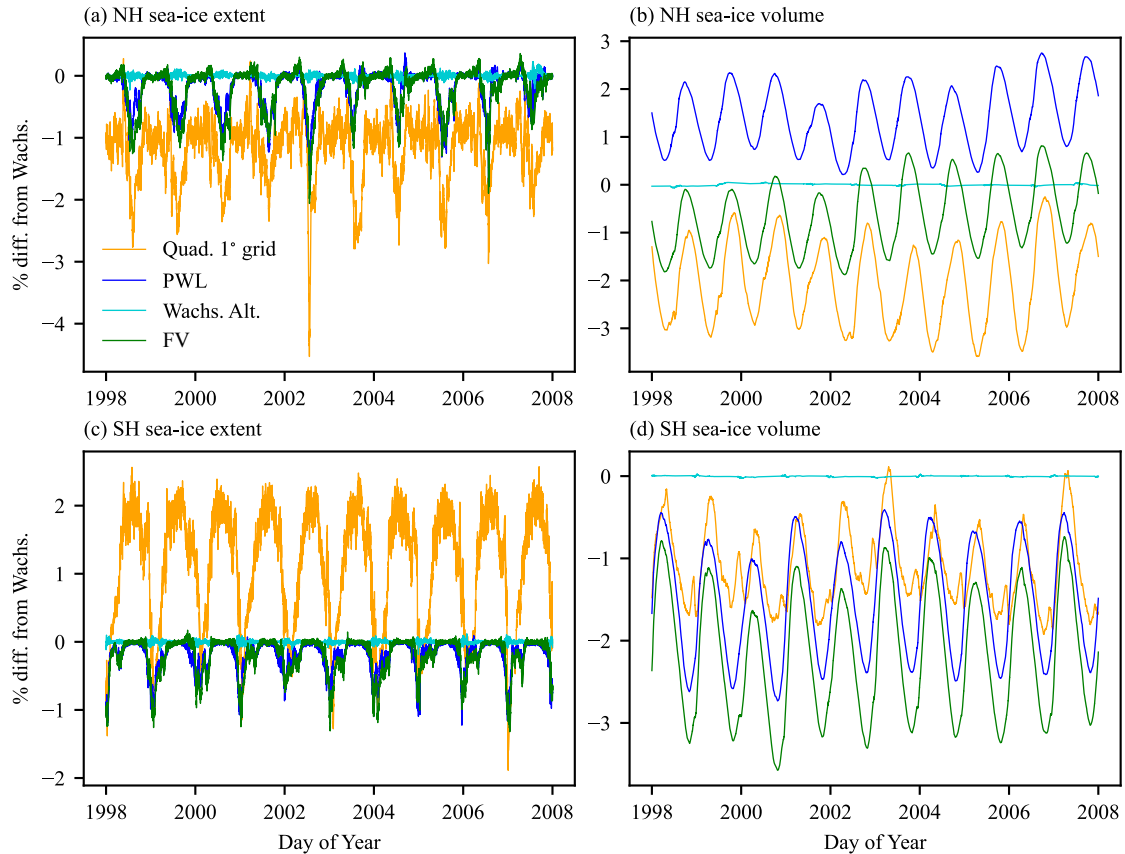 (a) NH sea-ice extent
(b) NH sea-ice volume
% diff. from Wachs.
0
−1
−2
−3
−4
Quad. 1° grid
PWL
Wachs. Alt.
FV
1998 2000 2002 2004 2006 2008
3
2
1
0
−1
−2
−3
1998 2000 2002 2004 2006 2008
(c) SH sea-ice extent
(d) SH sea-ice volume
% diff. from Wachs.
2
1
0
−1
−2
1998 2000 2002 2004 2006 2008
Day of Year
0
−1
−2
−3
1998 2000 2002 2004 2006 2008
Day of Year